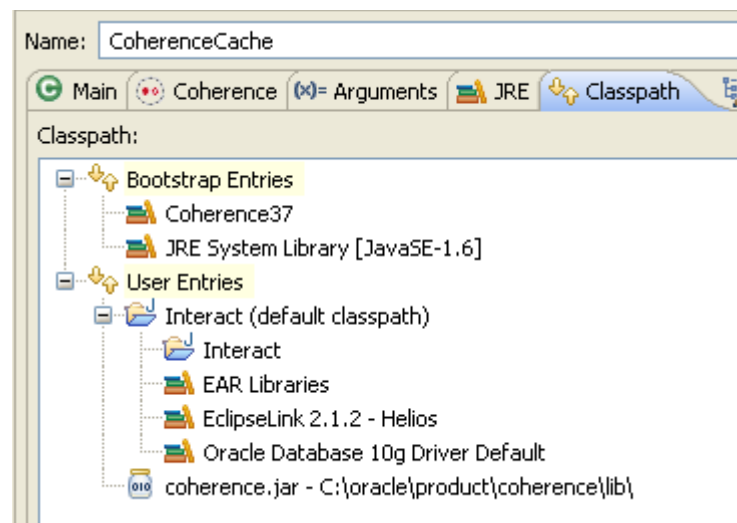 Name: CoherenceCache
Main Coherence (x)= Arguments JRE Classpath
Classpath:
Bootstrap Entries
Coherence37
JRE System Library [JavaSE-1.6]
User Entries
Interact (default classpath)
Interact
EAR Libraries
EclipseLink 2.1.2 - Helios
Oracle Database 10g Driver Default
coherence.jar - C:\oracle\product\coherence\lib\